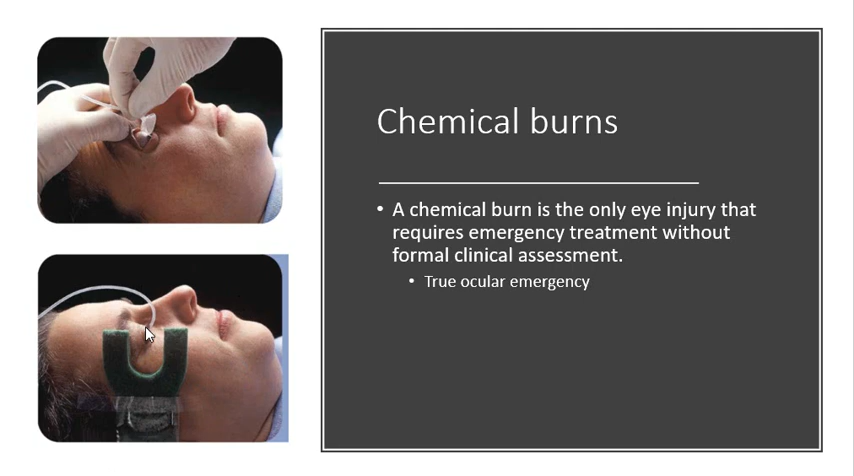 Chemical burns
• A chemical burn is the only eye injury that
requires emergency treatment without
formal clinical assessment.
• True ocular emergency